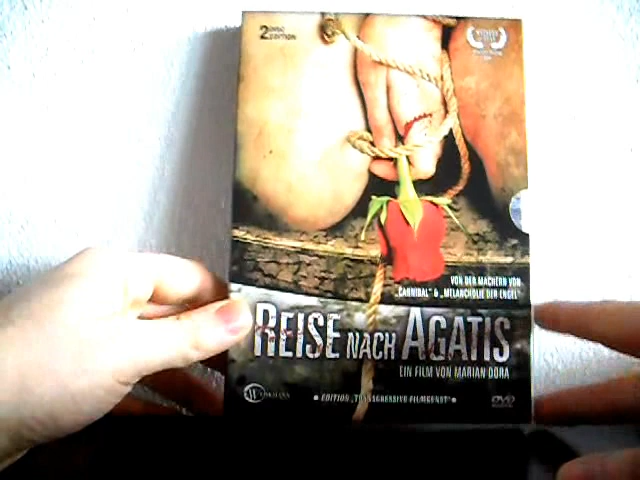 2 DISC
EDITION
VON DEN MACHERN VON
„CANNIBAL" & „MELANCHOLIE DER ENGEL"
REISE NACH AGATIS
EIN FILM VON MARIAN DORA
• EDITION „TRANSGRESSIVE FILMKUNST" •
DVD